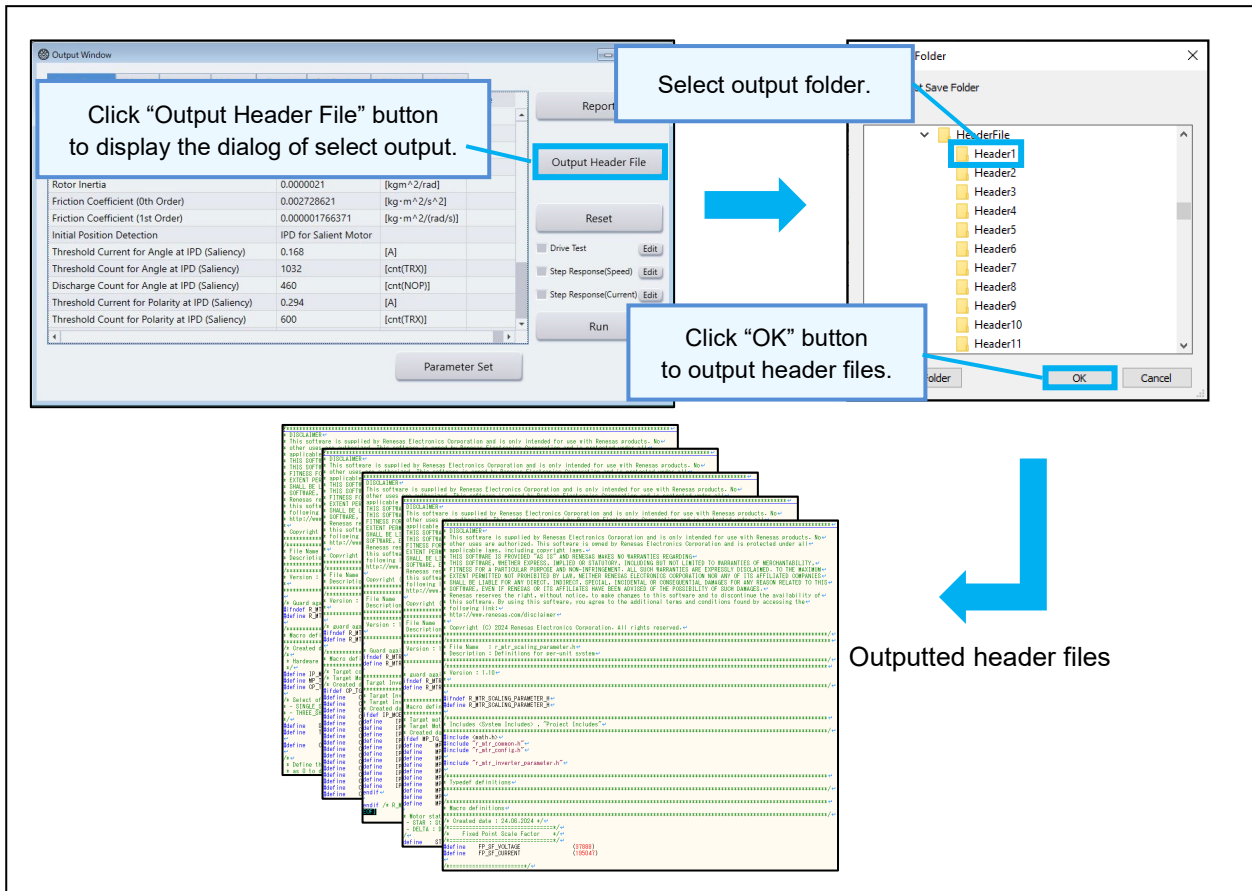 Output Window
Click “Output Header File” button
to display the dialog of select output.
Report
Output Header File
Rotor Inertia 0.0000021 [kgm^2/rad]
Friction Coefficient (0th Order) 0.002728621 [kg·m^2/s^2]
Friction Coefficient (1st Order) 0.000001766371 [kg·m^2/(rad/s)]
Initial Position Detection IPD for Salient Motor
Threshold Current for Angle at IPD (Saliency) 0.168 [A]
Threshold Count for Angle at IPD (Saliency) 1032 [cnt(TRX)]
Discharge Count for Angle at IPD (Saliency) 460 [cnt(NOP)]
Threshold Current for Polarity at IPD (Saliency) 0.294 [A]
Threshold Count for Polarity at IPD (Saliency) 600 [cnt(TRX)]
Reset
Drive Test Edit
Step Response(Speed) Edit
Step Response(Current) Edit
Run
Parameter Set
Select output folder.
Folder
Save Folder
HeaderFile
Header1
Header2
Header3
Header4
Header5
Header6
Header7
Header8
Header9
Header10
Header11
Click “OK” button
to output header files.
OK Cancel
Outputted header files
* DISCLAIMER
* This software is supplied by Renesas Electronics Corporation and is only intended for use with Renesas products. No
* other uses are authorized. This software is owned by Renesas Electronics Corporation and is protected under all
* applicable laws, including copyright laws.
* THIS SOFTWARE IS PROVIDED "AS IS" AND RENESAS MAKES NO WARRANTIES REGARDING
* THIS SOFTWARE, WHETHER EXPRESS, IMPLIED OR STATUTORY, INCLUDING BUT NOT LIMITED TO WARRANTIES OF MERCHANTABILITY,
* FITNESS FOR A PARTICULAR PURPOSE AND NON-INFRINGEMENT. ALL SUCH WARRANTIES ARE EXPRESSLY DISCLAIMED. TO THE MAXIMUM
* EXTENT PERMITTED NOT PROHIBITED BY LAW, NEITHER RENESAS ELECTRONICS CORPORATION NOR ANY OF ITS AFFILIATED COMPANIES
* SHALL BE LIABLE FOR ANY DIRECT, INDIRECT, SPECIAL, INCIDENTAL OR CONSEQUENTIAL DAMAGES FOR ANY REASON RELATED TO THIS
* SOFTWARE, EVEN IF RENESAS OR ITS AFFILIATES HAVE BEEN ADVISED OF THE POSSIBILITY OF SUCH DAMAGES.
* Renesas reserves the right, without notice, to make changes to this software and to discontinue the availability of
* this software. By using this software, you agree to the additional terms and conditions found by accessing the
* following link:
* http://www.renesas.com/disclaimer
* Copyright (C) 2024 Renesas Electronics Corporation. All rights reserved.
* File Name : r_mtr_scaling_parameter.h
* Description : Definitions for per-unit system
* Version : 1.10
#ifndef R_MTR_SCALING_PARAMETER_H
#define R_MTR_SCALING_PARAMETER_H
* Includes <System Includes> , "Project Includes"
#include <math.h>
#include "r_mtr_common.h"
#include "r_mtr_config.h"
#include "r_mtr_inverter_parameter.h"
* Typedef definitions
* Macro definitions
/* Created date : 24.06.2024 */
/* Fixed Point Scale Factor */
#define FP_SF_VOLTAGE (37888)
#define FP_SF_CURRENT (195047)